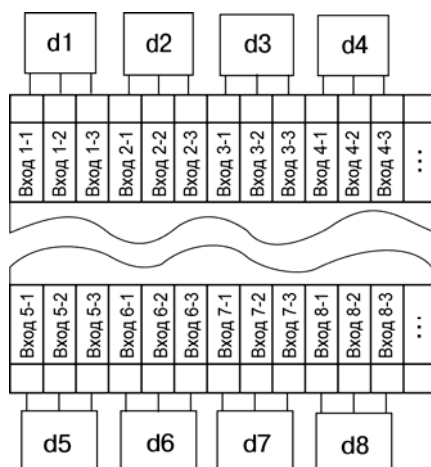 d1 d2 d3 d4
Вход 1-1
Вход 1-2
Вход 1-3
Вход 2-1
Вход 2-2
Вход 2-3
Вход 3-1
Вход 3-2
Вход 3-3
Вход 4-1
Вход 4-2
Вход 4-3
...
Вход 5-1
Вход 5-2
Вход 5-3
Вход 6-1
Вход 6-2
Вход 6-3
Вход 7-1
Вход 7-2
Вход 7-3
Вход 8-1
Вход 8-2
Вход 8-3
...
d5 d6 d7 d8